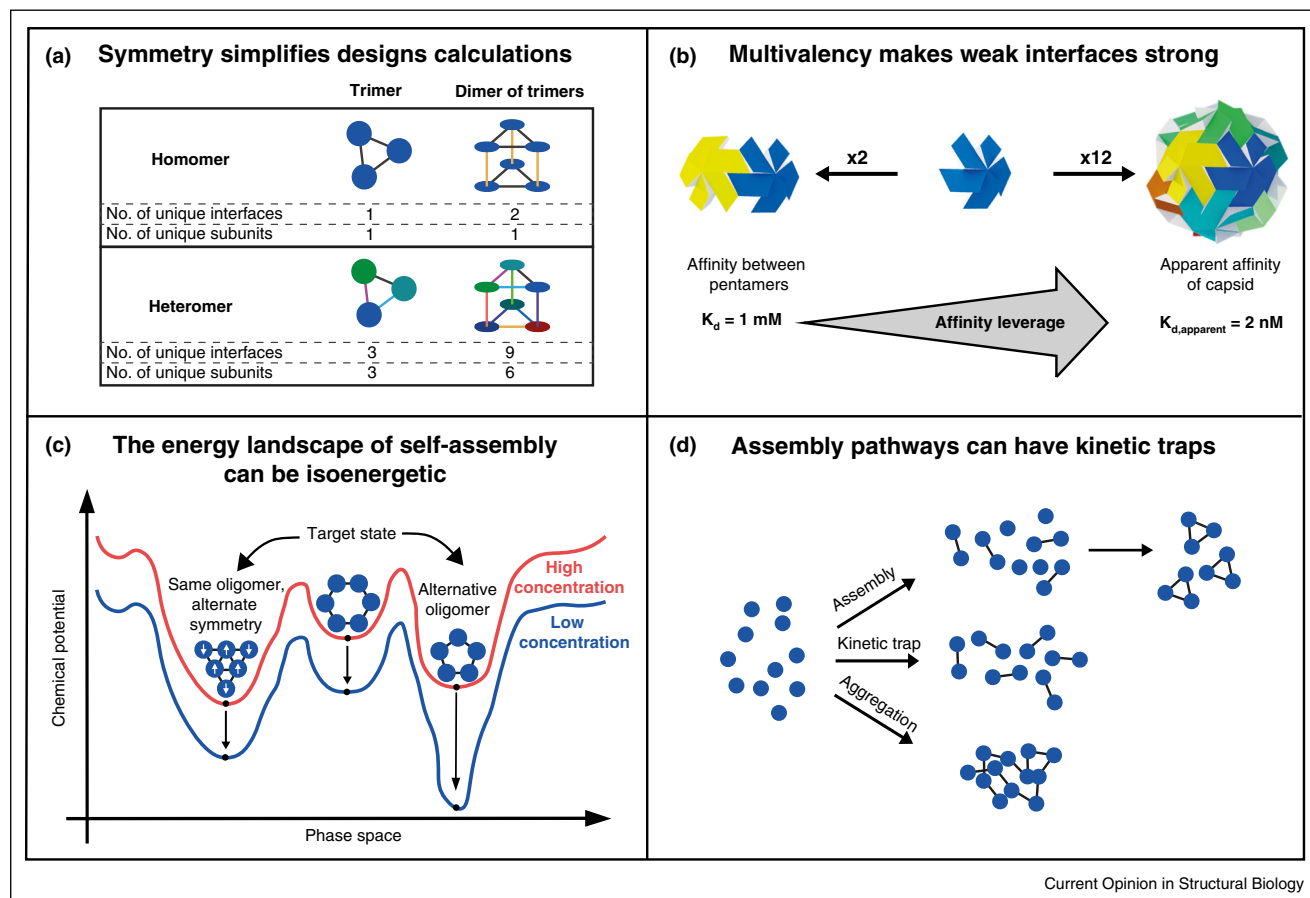 (a) Symmetry simplifies designs calculations
Trimer Dimer of trimers
Homomer
No. of unique interfaces 1 2
No. of unique subunits 1 1
Heteromer
No. of unique interfaces 3 9
No. of unique subunits 3 6
(b) Multivalency makes weak interfaces strong
x2 x12
Affinity between
pentamers
Kd = 1 mM
Affinity leverage
Apparent affinity
of capsid
Kd,apparent = 2 nM
(c) The energy landscape of self-assembly
can be isoenergetic
Chemical potential
Target state
Same oligomer,
alternate
symmetry
Alternative
oligomer
High
concentration
Low
concentration
Phase space
(d) Assembly pathways can have kinetic traps
Assembly
Kinetic trap
Aggregation
Current Opinion in Structural Biology